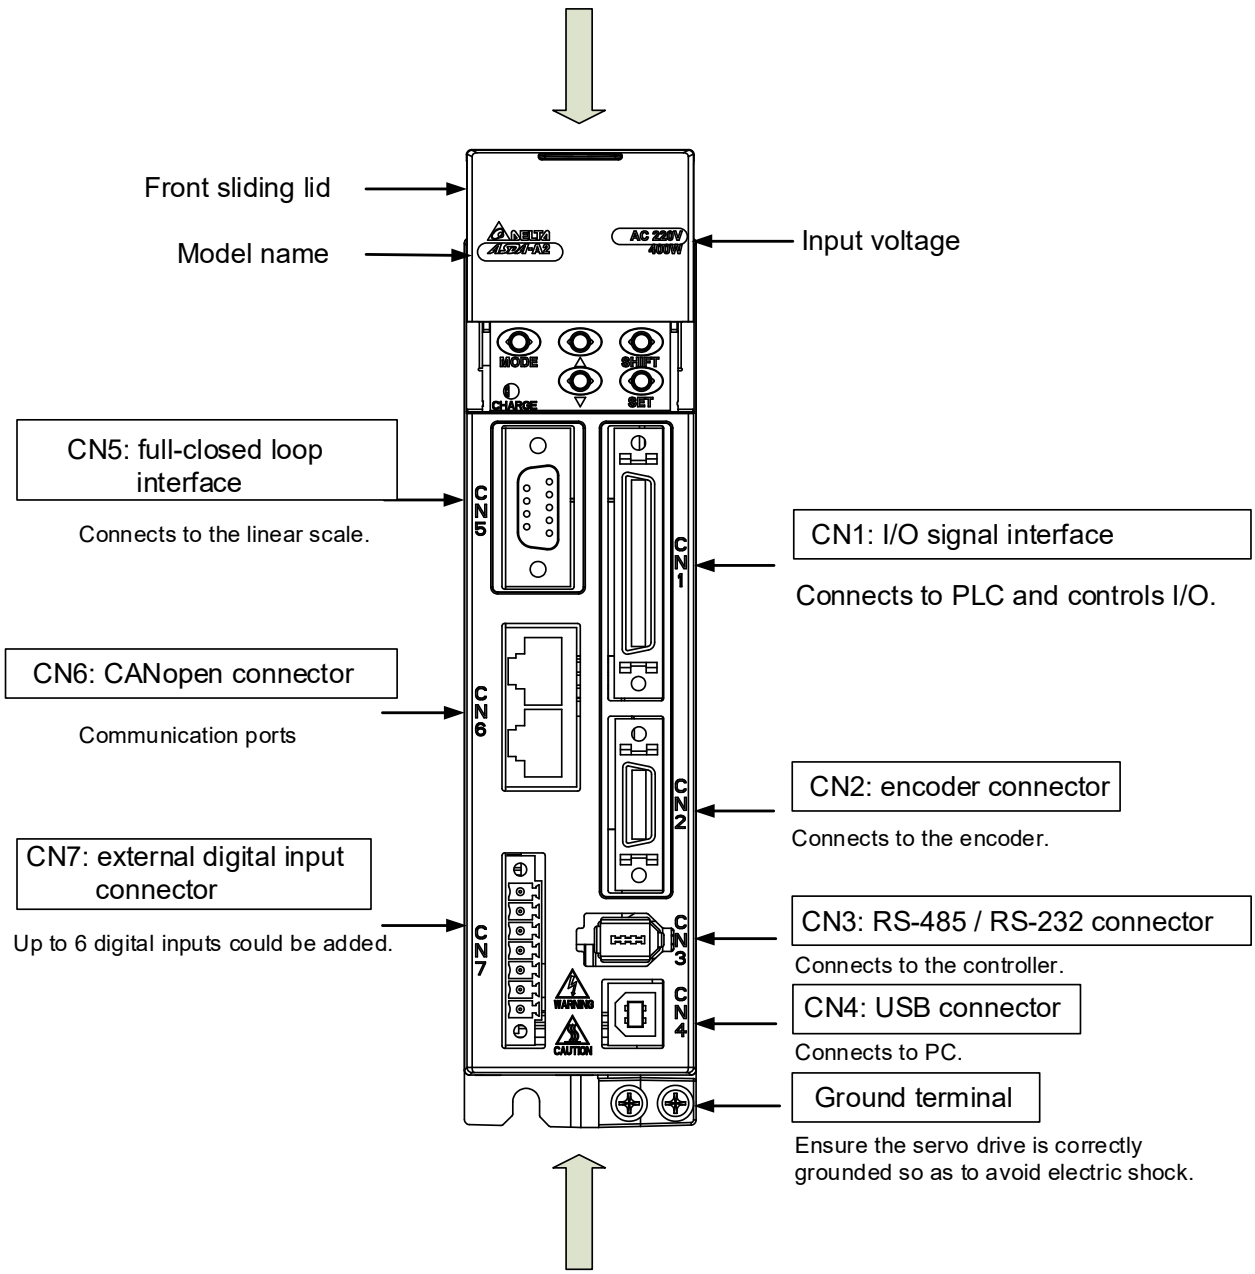 Front sliding lid
Model name
DELTA
ASDA-A2
AC 220V
400W
Input voltage
MODE
SHIFT
CHARGE
SET
CN5: full-closed loop
interface
Connects to the linear scale.
CN5
CN1
CN1: I/O signal interface
Connects to PLC and controls I/O.
CN6: CANopen connector
Communication ports
CN6
CN2
CN2: encoder connector
Connects to the encoder.
CN7: external digital input
connector
Up to 6 digital inputs could be added.
CN7
CN3
CN3: RS-485 / RS-232 connector
Connects to the controller.
WARNING
CAUTION
CN4
CN4: USB connector
Connects to PC.
Ground terminal
Ensure the servo drive is correctly
grounded so as to avoid electric shock.